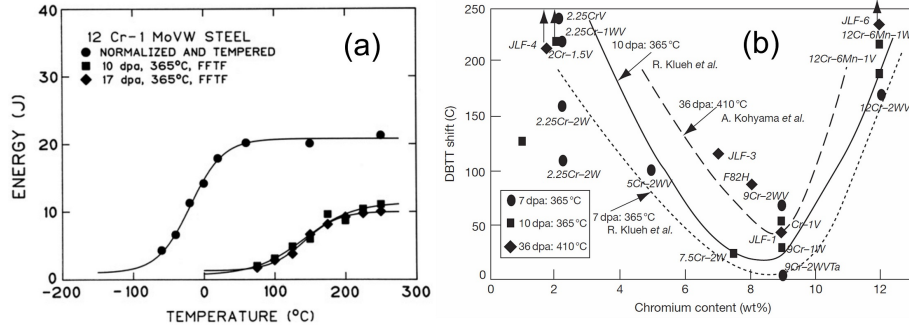 (a)
12 Cr-1 MoVW STEEL
● NORMALIZED AND TEMPERED
■ 10 dpa, 365°C, FFTF
◆ 17 dpa, 365°C, FFTF
ENERGY (J)
40
30
20
10
0
-200 -100 0 100 200 300
TEMPERATURE (°C)
(b)
DBTT shift (C)
250
200
150
100
50
0
0 2 4 6 8 10 12
Chromium content (wt%)
2.25CrV
2.25Cr-1WV
JLF-4
2Cr-1.5V
10 dpa: 365°C
R. Klueh et al.
JLF-6
12Cr-6Mn-1W
12Cr-6Mn-1V
36 dpa: 410°C
A. Kohyama et al.
12Cr-2WV
2.25Cr-2W
2.25Cr-2W
JLF-3
5Cr-2WV
F82H
9Cr-2WV
7 dpa: 365°C
10 dpa: 365°C
36 dpa: 410°C
7 dpa: 365°C
R. Klueh et al.
Cr-1V
JLF-1
9Cr-1W
7.5Cr-2W
9Cr-2WVTa